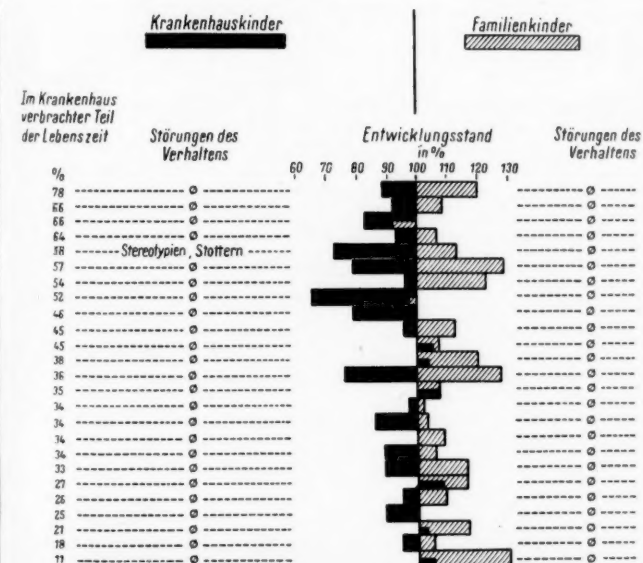 Krankenhauskinder Familienkinder
Im Krankenhaus
verbrachter Teil
der Lebenszeit
Störungen des
Verhaltens
Entwicklungsstand
in %
Störungen des
Verhaltens
% 60 70 80 90 100 110 120 130
78 ø ø
66 ø ø
66 ø ø
64 ø ø
58 Stereotypien, Stottern ø
57 ø ø
54 ø ø
52 ø ø
46 ø ø
45 ø ø
45 ø ø
38 ø ø
36 ø ø
35 ø ø
34 ø ø
34 ø ø
34 ø ø
34 ø ø
33 ø ø
27 ø ø
26 ø ø
25 ø ø
21 ø ø
18 ø ø
11 ø ø